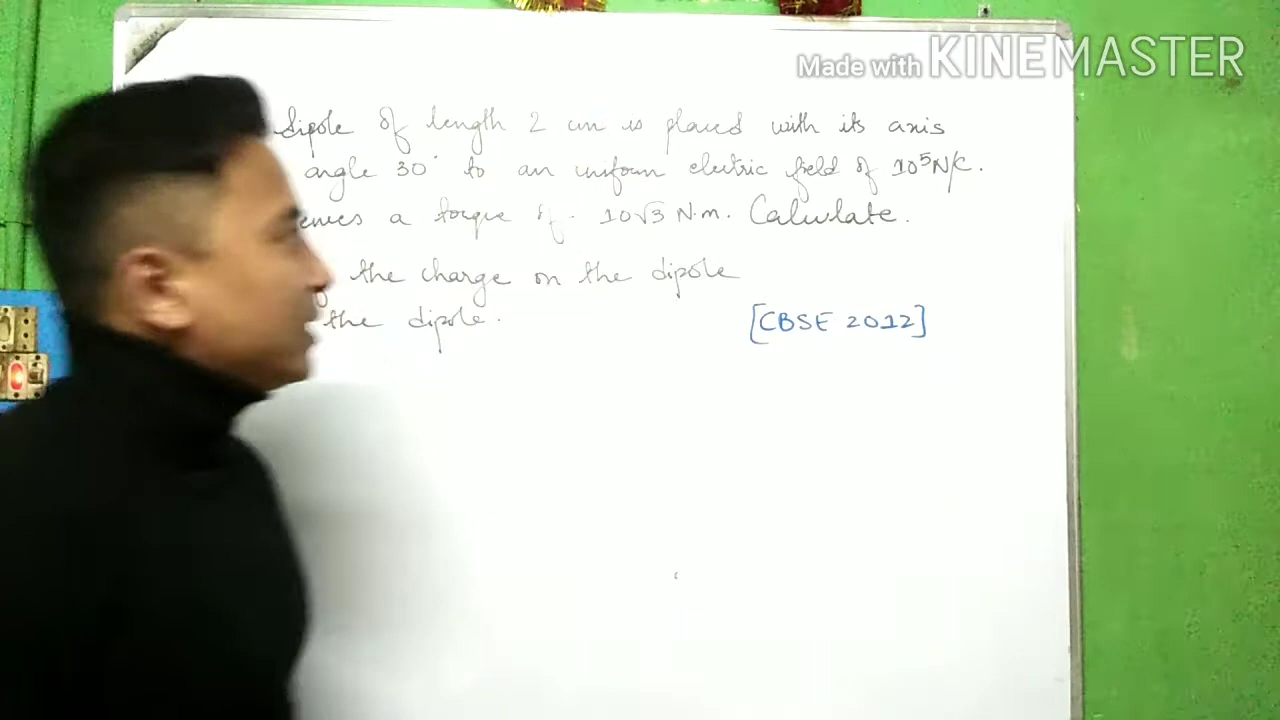 Made with KINEMASTER
dipole of length 2 cm is placed with its axis
angle 30° to an uniform electric field of 10⁵N/C.
a torque of. 10√3 N.m. Calculate.
the charge on the dipole
the dipole.
[CBSE 2012]